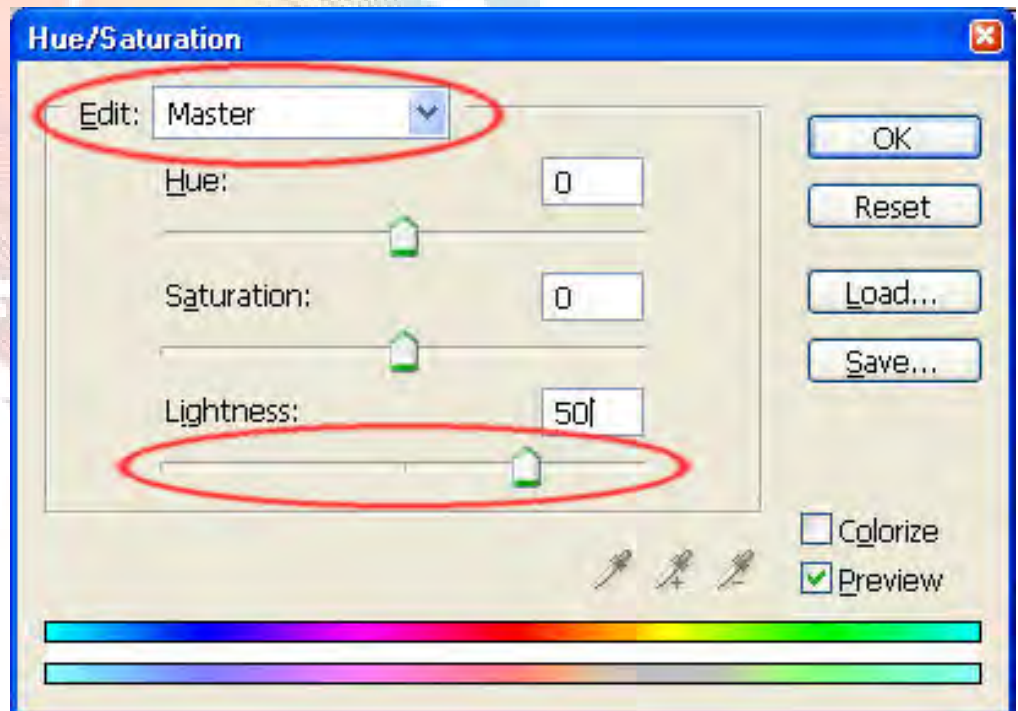 Hue/Saturation
Edit: Master
OK
Hue: 0
Reset
Saturation: 0
Load...
Save...
Lightness: 50
Colorize
Preview